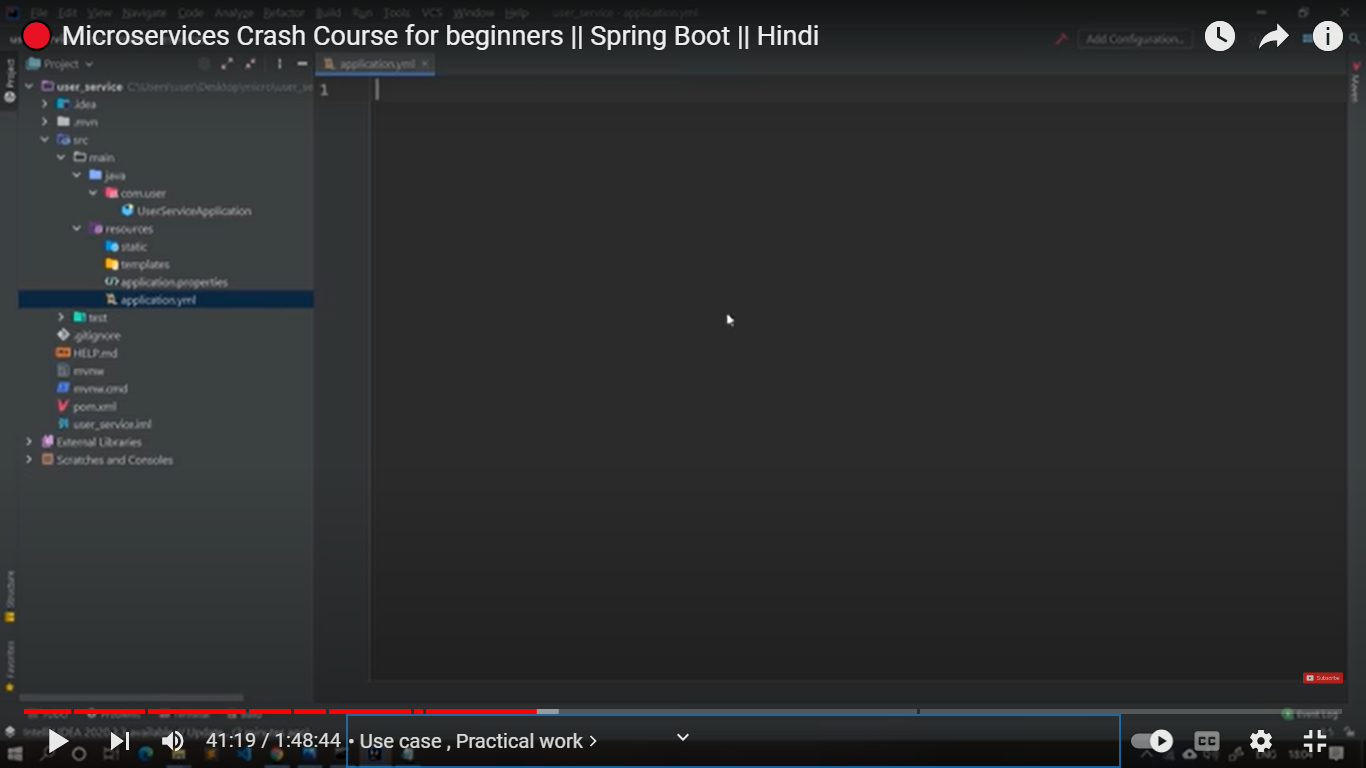 File Edit View Navigate Code Analyze Refactor Build Run Tools VCS Window Help user_service - application.yml
Microservices Crash Course for beginners || Spring Boot || Hindi
Add Configuration...
Project
application.yml
Project
Maven
user_service C:\Users\user\Desktop\micro\user_se
1
.idea
.mvn
src
main
java
com.user
UserServiceApplication
resources
static
templates
application.properties
application.yml
test
.gitignore
HELP.md
mvnw
mvnw.cmd
pom.xml
user_service.iml
External Libraries
Scratches and Consoles
Structure
Favorites
Subscribe
TODO Problems Terminal Build
Event Log
41:19 / 1:48:44 • Use case , Practical work
CC
ENG 18:04